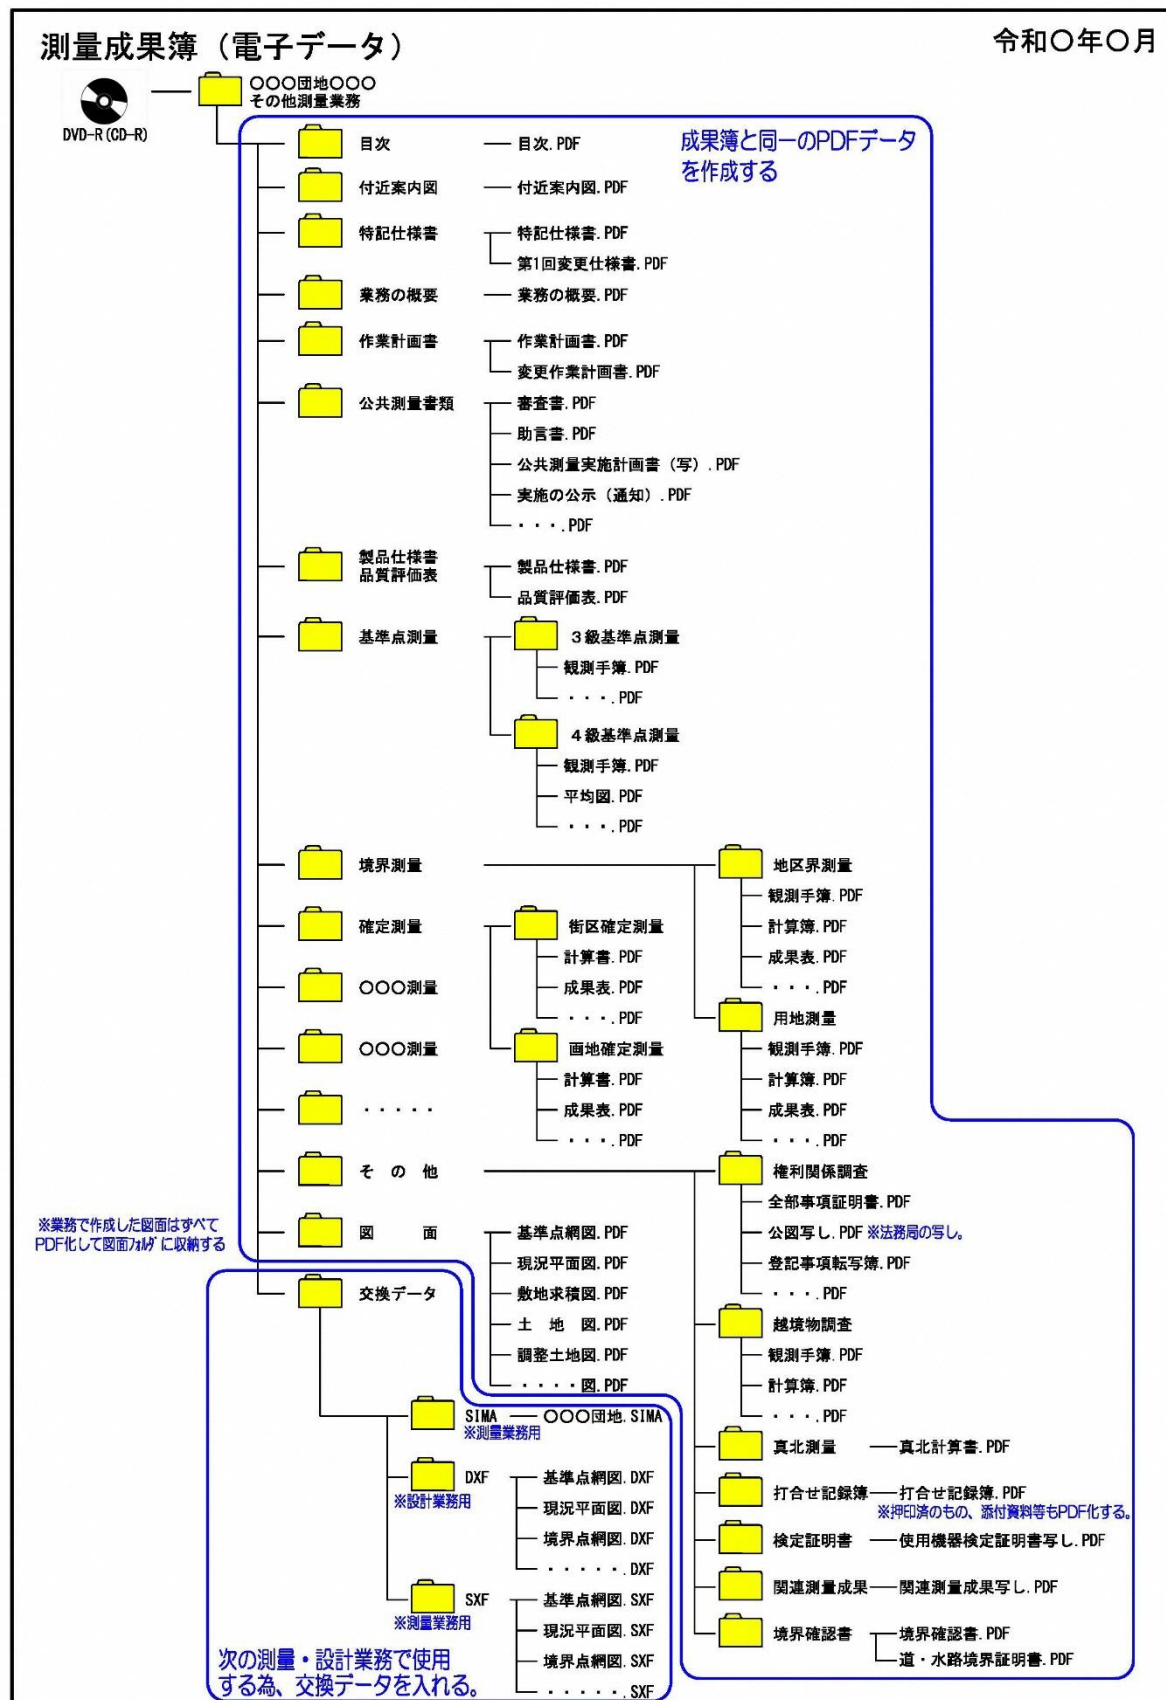 測量成果簿（電子データ）
令和〇年〇月
DVD-R(CD-R)
〇〇〇団地〇〇〇
その他測量業務
成果簿と同一のPDFデータ
を作成する
目次
目次.PDF
付近案内図
付近案内図.PDF
特記仕様書
特記仕様書.PDF
第1回変更仕様書.PDF
業務の概要
業務の概要.PDF
作業計画書
作業計画書.PDF
変更作業計画書.PDF
公共測量書類
審査書.PDF
助言書.PDF
公共測量実施計画書（写）.PDF
実施の公示（通知）.PDF
・・・.PDF
製品仕様書
品質評価表
製品仕様書.PDF
品質評価表.PDF
基準点測量
３級基準点測量
観測手簿.PDF
・・・.PDF
４級基準点測量
観測手簿.PDF
平均図.PDF
・・・.PDF
境界測量
地区界測量
観測手簿.PDF
計算簿.PDF
成果表.PDF
・・・.PDF
用地測量
観測手簿.PDF
計算簿.PDF
成果表.PDF
・・・.PDF
確定測量
街区確定測量
計算書.PDF
成果表.PDF
・・・.PDF
画地確定測量
計算書.PDF
成果表.PDF
・・・.PDF
〇〇〇測量
〇〇〇測量
・・・・・
そ の 他
権利関係調査
全部事項証明書.PDF
公図写し.PDF ※法務局の写し。
登記事項転写簿.PDF
・・・.PDF
越境物調査
観測手簿.PDF
計算簿.PDF
・・・.PDF
真北測量
真北計算書.PDF
打合せ記録簿
打合せ記録簿.PDF
※押印済のもの、添付資料等もPDF化する。
検定証明書
使用機器検定証明書写し.PDF
関連測量成果
関連測量成果写し.PDF
境界確認書
境界確認書.PDF
道・水路境界証明書.PDF
※業務で作成した図面はすべて
PDF化して図面ﾌｫﾙﾀﾞに収納する
図 面
基準点網図.PDF
現況平面図.PDF
敷地求積図.PDF
土 地 図.PDF
調整土地図.PDF
・・・・図.PDF
交換データ
SIMA
〇〇〇団地.SIMA
※測量業務用
DXF
※設計業務用
基準点網図.DXF
現況平面図.DXF
境界点網図.DXF
・・・・・.DXF
SXF
※測量業務用
基準点網図.SXF
現況平面図.SXF
境界点網図.SXF
・・・・・.SXF
次の測量・設計業務で使用
する為、交換データを入れる。